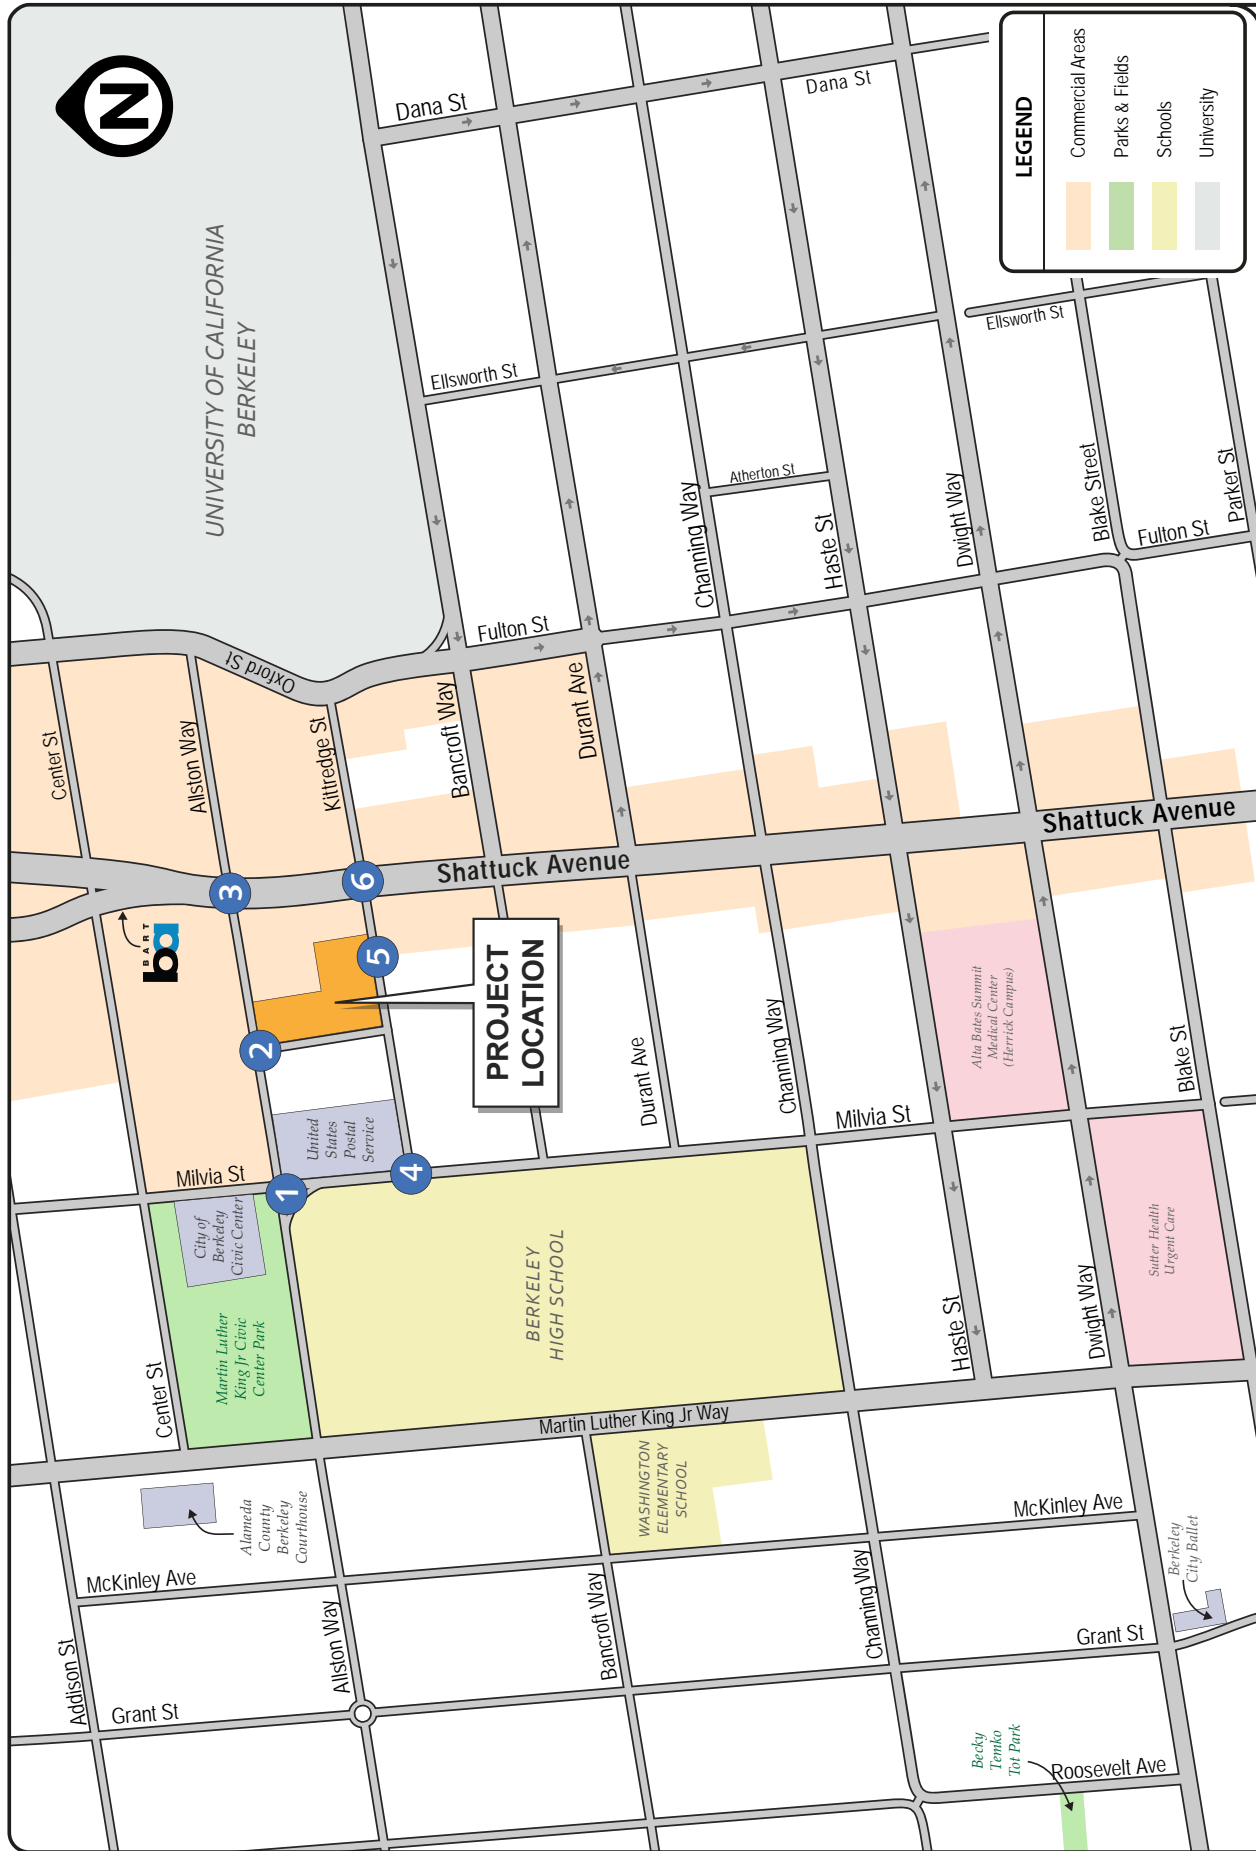 N
UNIVERSITY OF CALIFORNIA
BERKELEY
LEGEND
Commercial Areas
Parks & Fields
Schools
University
Dana St
Dana St
Ellsworth St
Ellsworth St
Atherton St
Channing Way
Haste St
Dwight Way
Blake Street
Parker St
Fulton St
Fulton St
Oxford St
Center St
Allston Way
Kittredge St
Bancroft Way
Durant Ave
Shattuck Avenue
Shattuck Avenue
BART
ba
3
6
5
2
1
4
PROJECT
LOCATION
United
States
Postal
Service
Milvia St
Milvia St
Durant Ave
Channing Way
Blake St
Alta Bates Summit
Medical Center
(Herrick Campus)
Sutter Health
Urgent Care
City of
Berkeley
Civic Center
Martin Luther
King Jr Civic
Center Park
BERKELEY
HIGH SCHOOL
Center St
Haste St
Dwight Way
Martin Luther King Jr Way
WASHINGTON
ELEMENTARY
SCHOOL
Alameda
County
Berkeley
Courthouse
McKinley Ave
McKinley Ave
Addison St
Allston Way
Bancroft Way
Channing Way
Grant St
Grant St
Berkeley
City Ballet
Becky
Temko
Tot Park
Roosevelt Ave